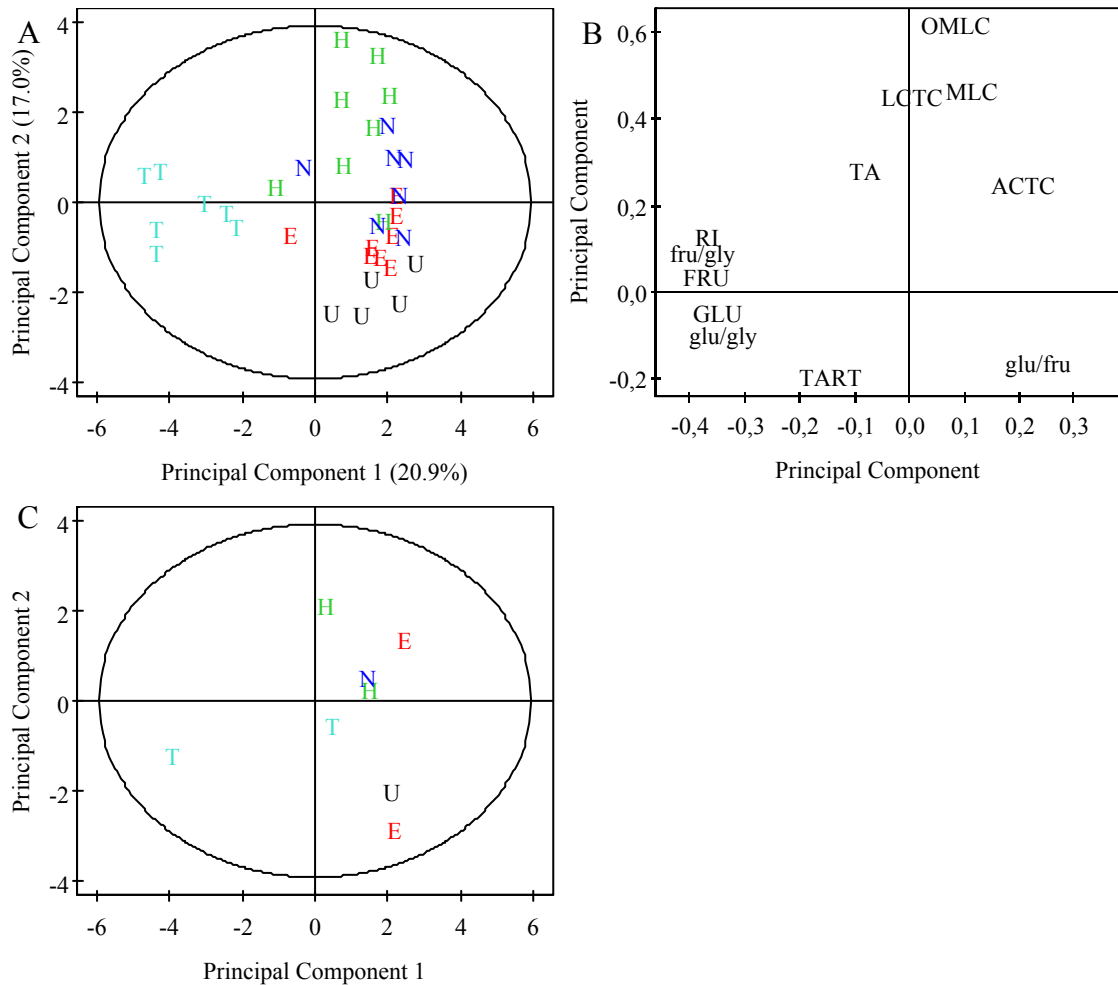 A
Principal Component 2 (17.0%)
4
2
0
-2
-4
H
H
H
H
H
N
N
N
H
N
H
T
T
E
N
T
T
H
N
E
T
T
E
E
N
E
E
T
E
E
U
U
U
U
U
-6
-4
-2
0
2
4
6
Principal Component 1 (20.9%)
B
Principal Component
0,6
0,4
0,2
0,0
-0,2
OMLC
LCTC
MLC
TA
ACTC
RI
fru/gly
FRU
GLU
glu/gly
TART
glu/fru
-0,4
-0,3
-0,2
-0,1
0,0
0,1
0,2
0,3
Principal Component
C
Principal Component 2
4
2
0
-2
-4
H
E
N
H
T
T
U
E
-6
-4
-2
0
2
4
6
Principal Component 1